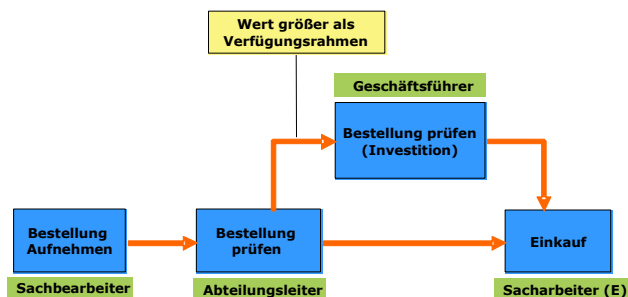 Wert größer als
Verfügungsrahmen
Geschäftsführer
Bestellung prüfen
(Investition)
Bestellung
Aufnehmen
Bestellung
prüfen
Einkauf
Sachbearbeiter
Abteilungsleiter
Sacharbeiter (E)